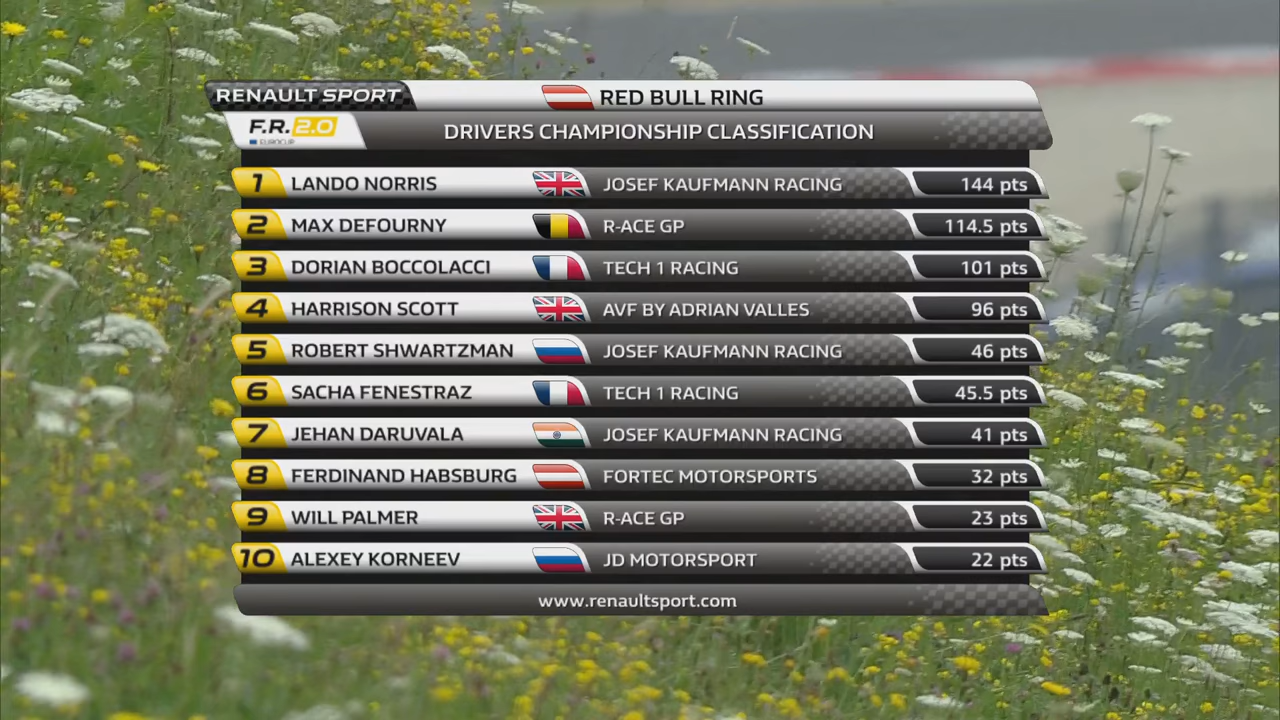 RENAULT SPORT RED BULL RING
F.R. 2.0 DRIVERS CHAMPIONSHIP CLASSIFICATION
EUROCUP
1 LANDO NORRIS JOSEF KAUFMANN RACING 144 pts
2 MAX DEFOURNY R-ACE GP 114.5 pts
3 DORIAN BOCCOLACCI TECH 1 RACING 101 pts
4 HARRISON SCOTT AVF BY ADRIAN VALLES 96 pts
5 ROBERT SHWARTZMAN JOSEF KAUFMANN RACING 46 pts
6 SACHA FENESTRAZ TECH 1 RACING 45.5 pts
7 JEHAN DARUVALA JOSEF KAUFMANN RACING 41 pts
8 FERDINAND HABSBURG FORTEC MOTORSPORTS 32 pts
9 WILL PALMER R-ACE GP 23 pts
10 ALEXEY KORNEEV JD MOTORSPORT 22 pts
www.renaultsport.com